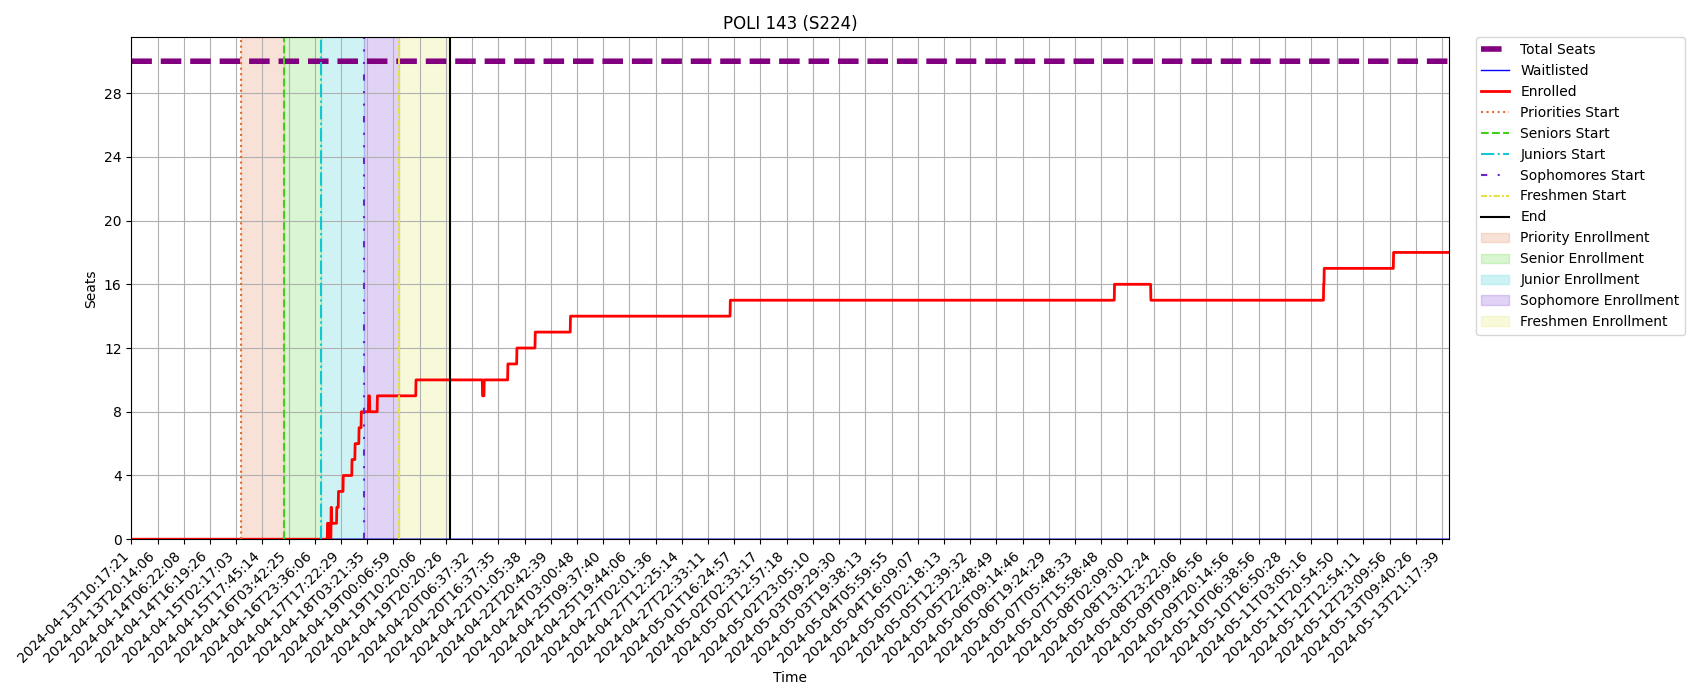 POLI 143 (S224)
Seats
28
24
20
16
12
8
4
0
2024-04-13T10:17:21
2024-04-13T20:14:06
2024-04-14T06:22:08
2024-04-14T16:19:26
2024-04-15T02:17:03
2024-04-15T17:45:14
2024-04-16T03:42:25
2024-04-16T23:36:06
2024-04-17T17:22:29
2024-04-18T03:21:35
2024-04-19T00:06:59
2024-04-19T10:20:06
2024-04-19T20:20:26
2024-04-20T06:37:32
2024-04-20T16:37:35
2024-04-22T01:05:38
2024-04-22T20:42:39
2024-04-24T03:00:48
2024-04-25T09:37:40
2024-04-25T19:44:06
2024-04-27T02:01:36
2024-04-27T12:25:14
2024-04-27T22:33:11
2024-05-01T16:24:57
2024-05-02T02:33:17
2024-05-02T12:57:18
2024-05-02T23:05:10
2024-05-03T09:29:30
2024-05-03T19:38:13
2024-05-04T05:59:55
2024-05-04T16:09:07
2024-05-05T02:18:13
2024-05-05T12:39:32
2024-05-05T22:48:49
2024-05-06T09:14:46
2024-05-06T19:24:29
2024-05-07T05:48:33
2024-05-07T15:58:48
2024-05-08T02:09:00
2024-05-08T13:12:24
2024-05-08T23:22:06
2024-05-09T09:46:56
2024-05-09T20:14:56
2024-05-10T06:38:56
2024-05-10T16:50:28
2024-05-11T03:05:16
2024-05-11T20:54:50
2024-05-12T12:54:11
2024-05-12T23:09:56
2024-05-13T09:40:26
2024-05-13T21:17:39
Time
Total Seats
Waitlisted
Enrolled
Priorities Start
Seniors Start
Juniors Start
Sophomores Start
Freshmen Start
End
Priority Enrollment
Senior Enrollment
Junior Enrollment
Sophomore Enrollment
Freshmen Enrollment